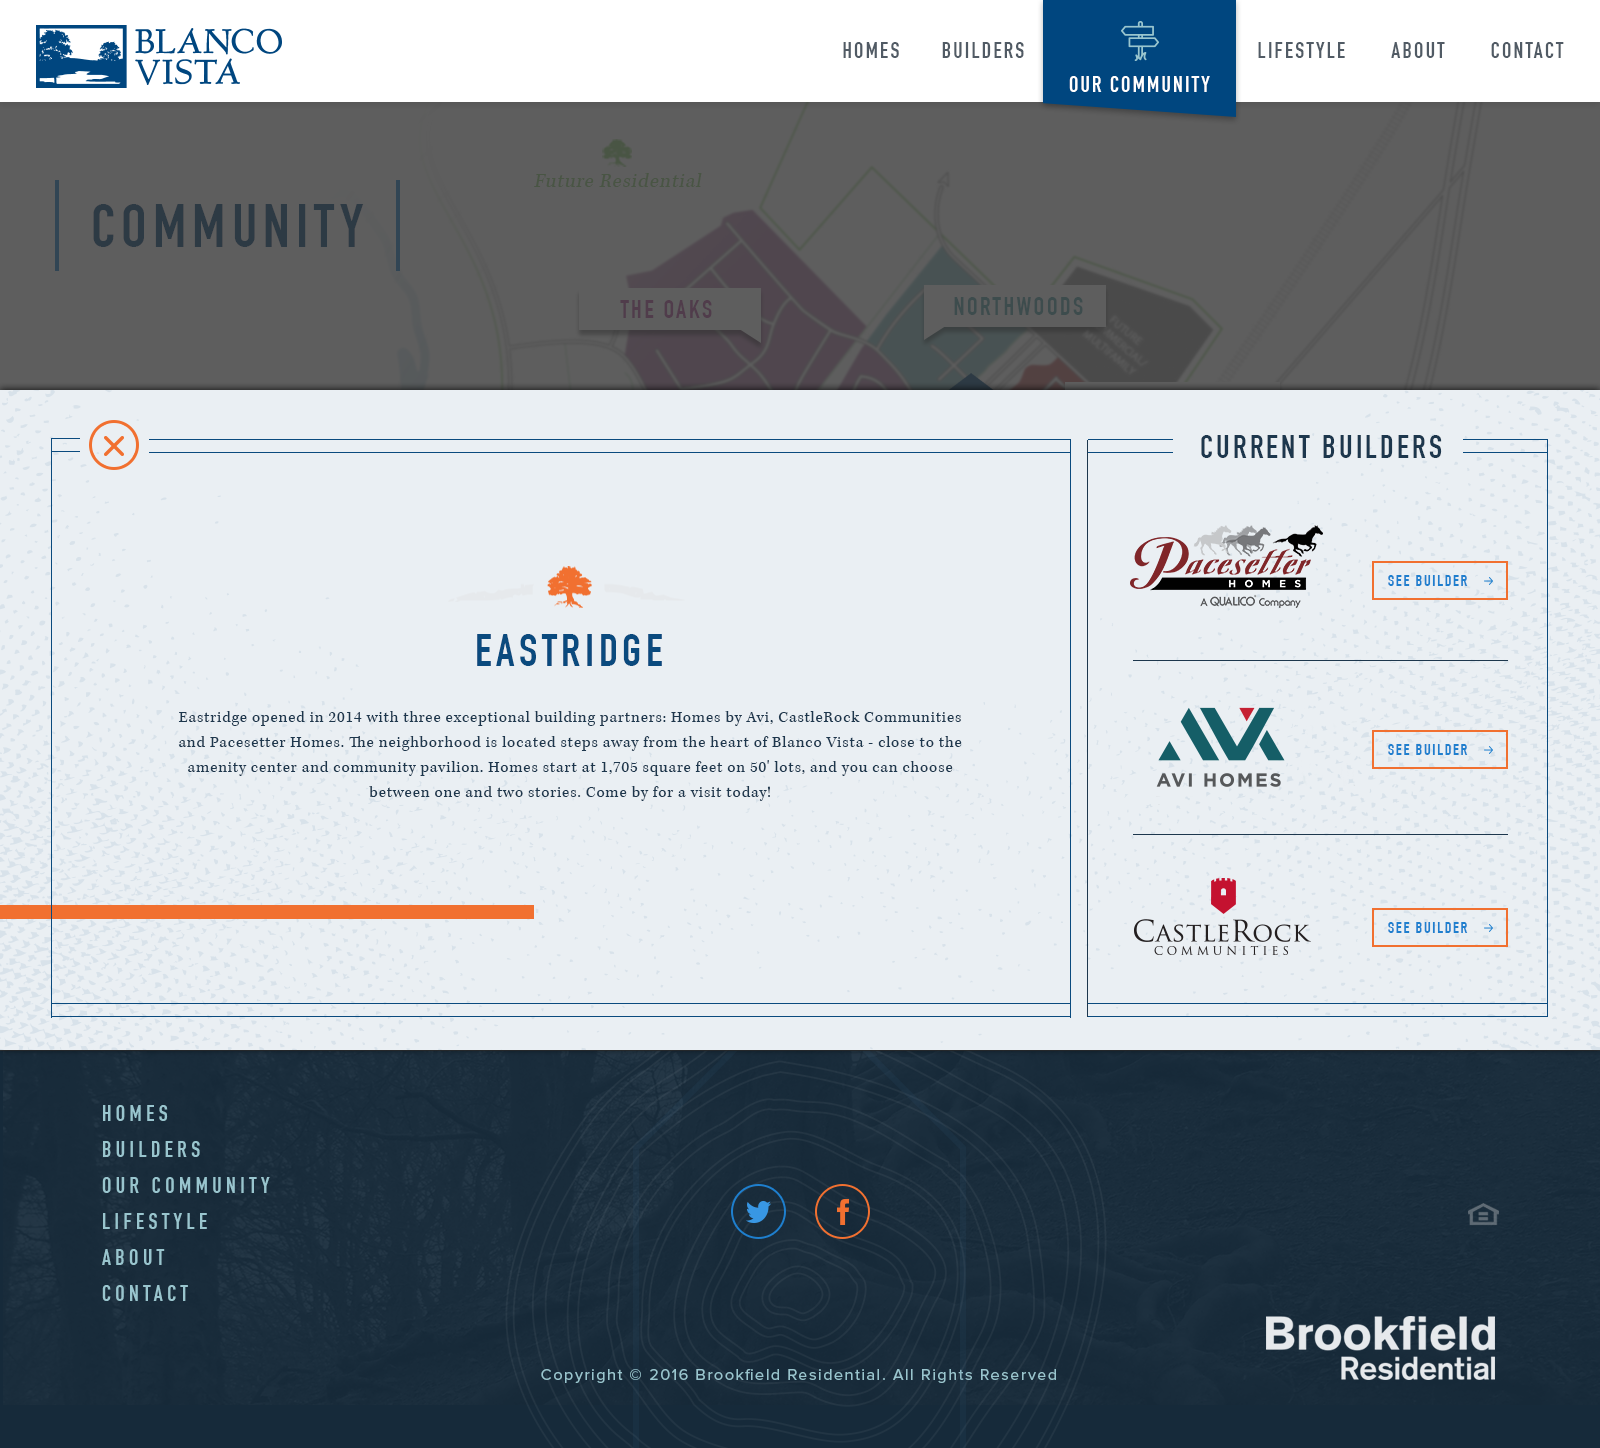 BLANCO
VISTA
HOMES
BUILDERS
OUR COMMUNITY
LIFESTYLE
ABOUT
CONTACT
COMMUNITY
Future Residential
THE OAKS
NORTHWOODS
CURRENT BUILDERS
EASTRIDGE
Eastridge opened in 2014 with three exceptional building partners: Homes by Avi, CastleRock Communities
and Pacesetter Homes. The neighborhood is located steps away from the heart of Blanco Vista - close to the
amenity center and community pavilion. Homes start at 1,705 square feet on 50' lots, and you can choose
between one and two stories. Come by for a visit today!
Pacesetter
HOMES
A QUALICO Company
SEE BUILDER
AVI HOMES
SEE BUILDER
CASTLEROCK
COMMUNITIES
SEE BUILDER
HOMES
BUILDERS
OUR COMMUNITY
LIFESTYLE
ABOUT
CONTACT
Copyright © 2016 Brookfield Residential. All Rights Reserved
Brookfield
Residential